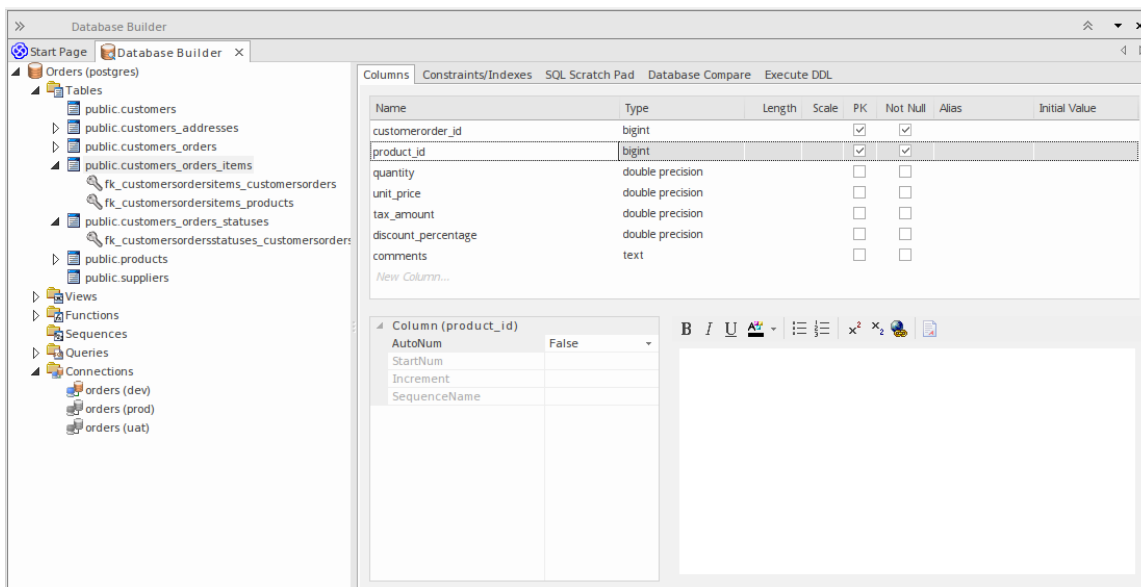 Database Builder
Start Page Database Builder
Orders (postgres)
Tables
public.customers
public.customers_addresses
public.customers_orders
public.customers_orders_items
fk_customersordersitems_customersorders
fk_customersordersitems_products
public.customers_orders_statuses
fk_customersordersstatuses_customersorders
public.products
public.suppliers
Views
Functions
Sequences
Queries
Connections
orders (dev)
orders (prod)
orders (uat)
Columns Constraints/Indexes SQL Scratch Pad Database Compare Execute DDL
Name Type Length Scale PK Not Null Alias Initial Value
customerorder_id bigint
product_id bigint
quantity double precision
unit_price double precision
tax_amount double precision
discount_percentage double precision
comments text
New Column...
Column (product_id)
AutoNum False
StartNum
Increment
SequenceName
B I U A x² x₂